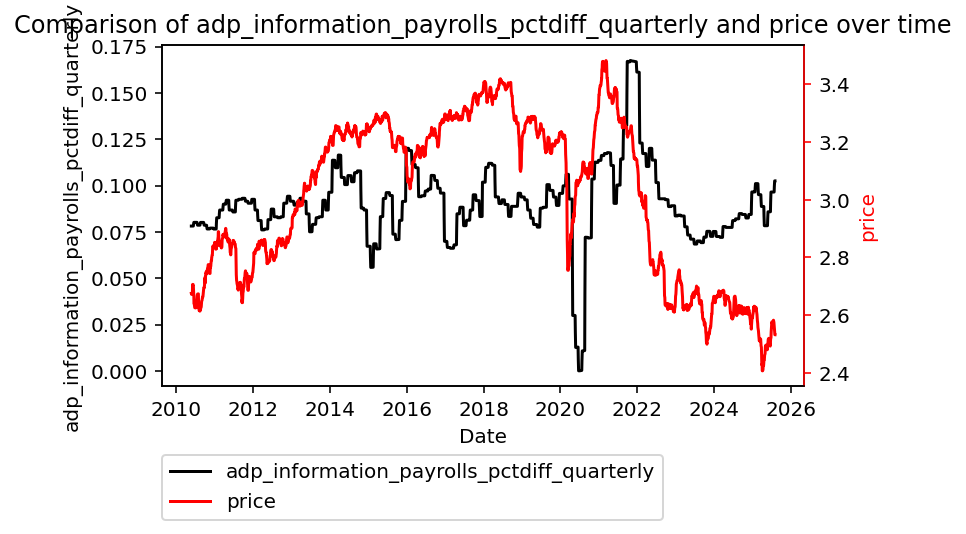 Comparison of adp_information_payrolls_pctdiff_quarterly and price over time
adp_information_payrolls_pctdiff_quarterly
0.175
0.150
0.125
0.100
0.075
0.050
0.025
0.000
3.4
3.2
3.0
2.8
2.6
2.4
price
2010 2012 2014 2016 2018 2020 2022 2024 2026
Date
adp_information_payrolls_pctdiff_quarterly
price